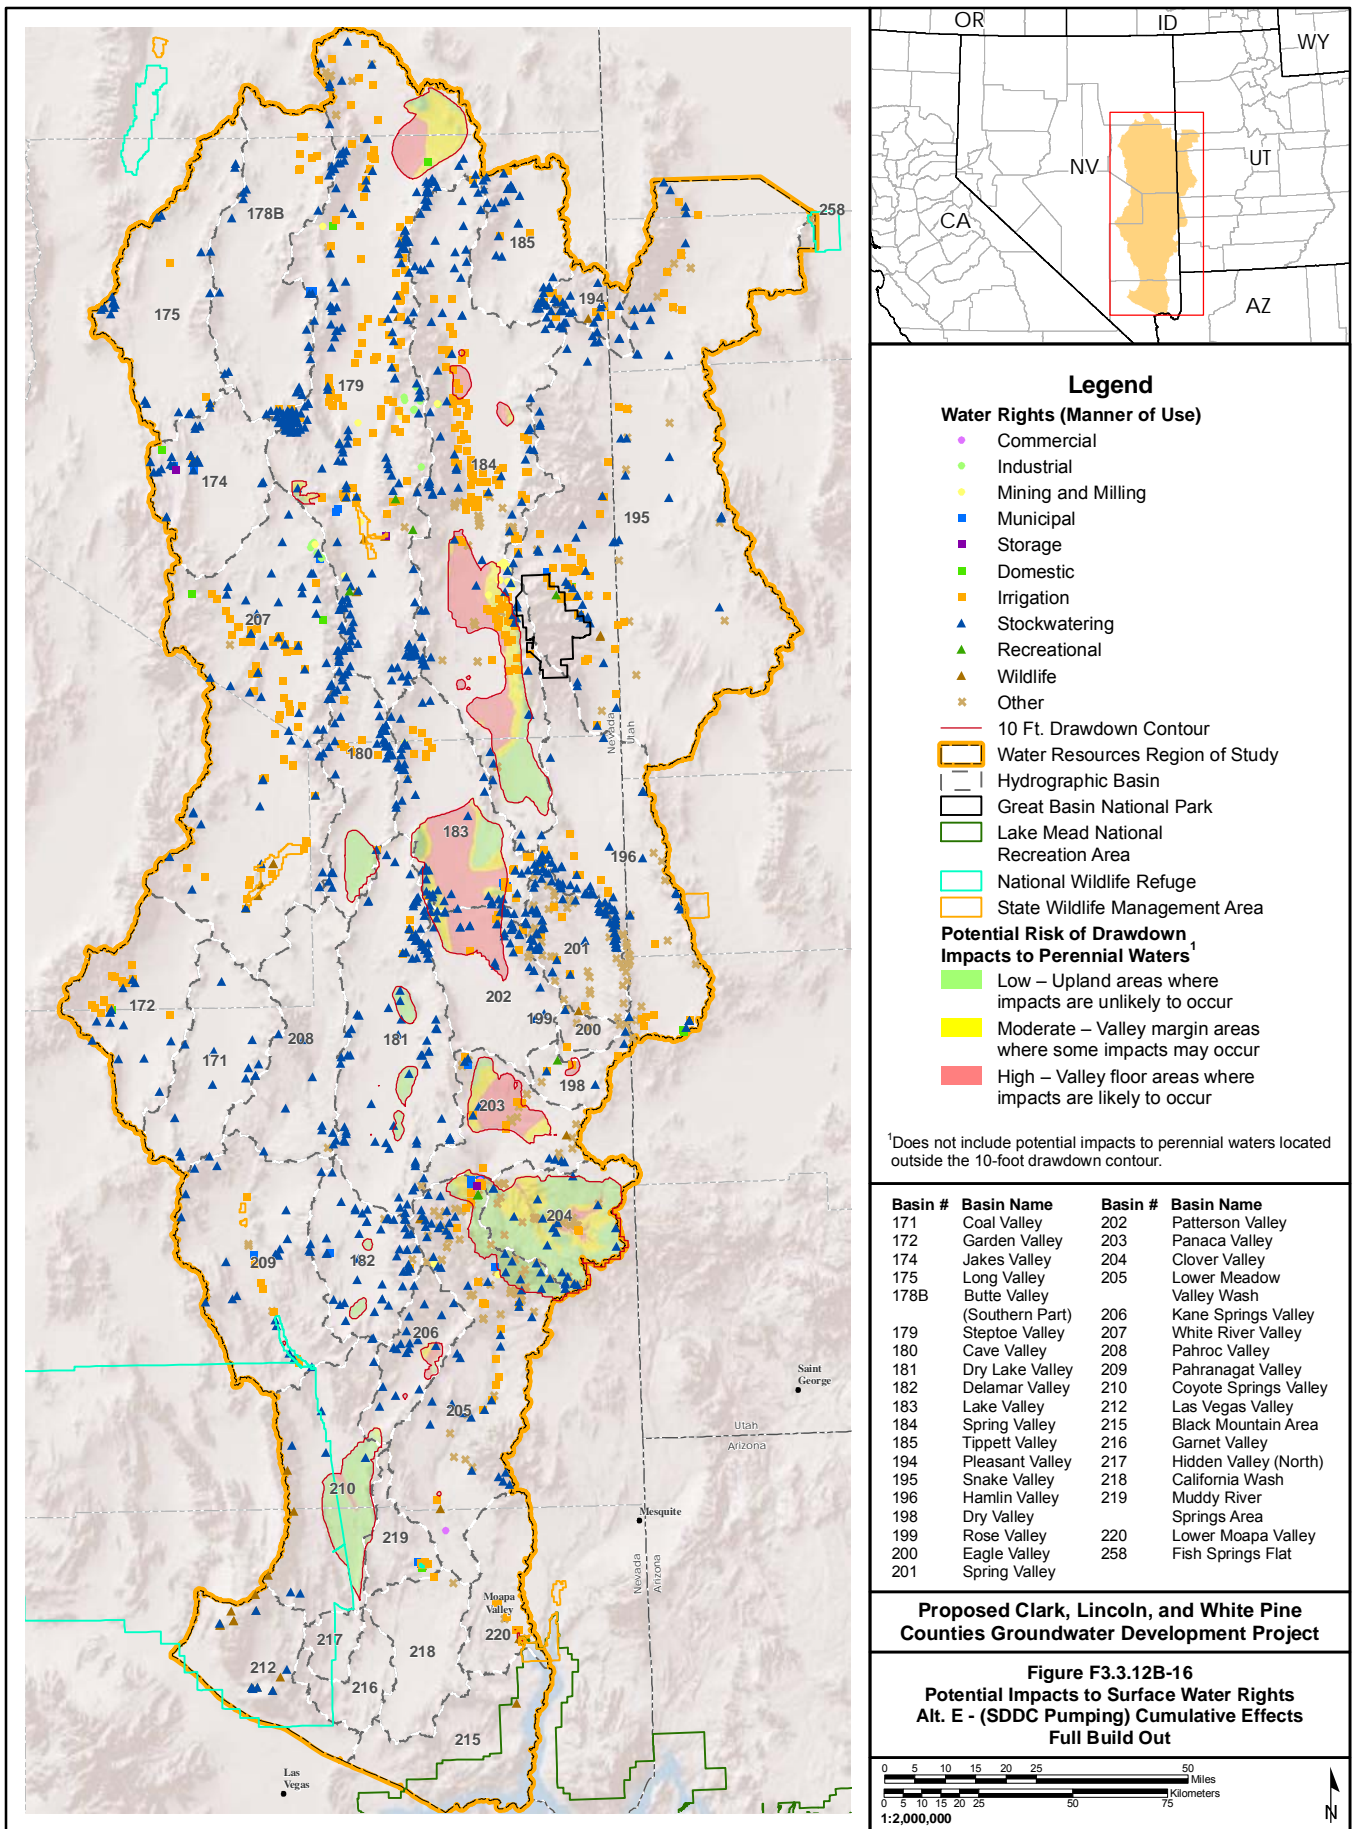 178B
258
185
175
194
179
184
174
195
207
Nevada
Utah
180
183
196
201
202
172
199
200
208
181
171
198
203
204
209
182
206
Saint
George
205
Utah
Arizona
210
Mesquite
219
Nevada
Arizona
Moapa
Valley
220
217
218
212
216
215
Las
Vegas
OR
ID
WY
NV
UT
CA
AZ
Legend
Water Rights (Manner of Use)
Commercial
Industrial
Mining and Milling
Municipal
Storage
Domestic
Irrigation
Stockwatering
Recreational
Wildlife
Other
10 Ft. Drawdown Contour
Water Resources Region of Study
Hydrographic Basin
Great Basin National Park
Lake Mead National
Recreation Area
National Wildlife Refuge
State Wildlife Management Area
Potential Risk of Drawdown
Impacts to Perennial Waters1
Low – Upland areas where
impacts are unlikely to occur
Moderate – Valley margin areas
where some impacts may occur
High – Valley floor areas where
impacts are likely to occur
1Does not include potential impacts to perennial waters located
outside the 10-foot drawdown contour.
Basin # Basin Name Basin # Basin Name
171 Coal Valley 202 Patterson Valley
172 Garden Valley 203 Panaca Valley
174 Jakes Valley 204 Clover Valley
175 Long Valley 205 Lower Meadow
178B Butte Valley Valley Wash
(Southern Part) 206 Kane Springs Valley
179 Steptoe Valley 207 White River Valley
180 Cave Valley 208 Pahroc Valley
181 Dry Lake Valley 209 Pahranagat Valley
182 Delamar Valley 210 Coyote Springs Valley
183 Lake Valley 212 Las Vegas Valley
184 Spring Valley 215 Black Mountain Area
185 Tippett Valley 216 Garnet Valley
194 Pleasant Valley 217 Hidden Valley (North)
195 Snake Valley 218 California Wash
196 Hamlin Valley 219 Muddy River
198 Dry Valley Springs Area
199 Rose Valley 220 Lower Moapa Valley
200 Eagle Valley 258 Fish Springs Flat
201 Spring Valley
Proposed Clark, Lincoln, and White Pine
Counties Groundwater Development Project
Figure F3.3.12B-16
Potential Impacts to Surface Water Rights
Alt. E - (SDDC Pumping) Cumulative Effects
Full Build Out
0 5 10 15 20 25 50
Miles
Kilometers
0 5 10 15 20 25 50 75
1:2,000,000
N